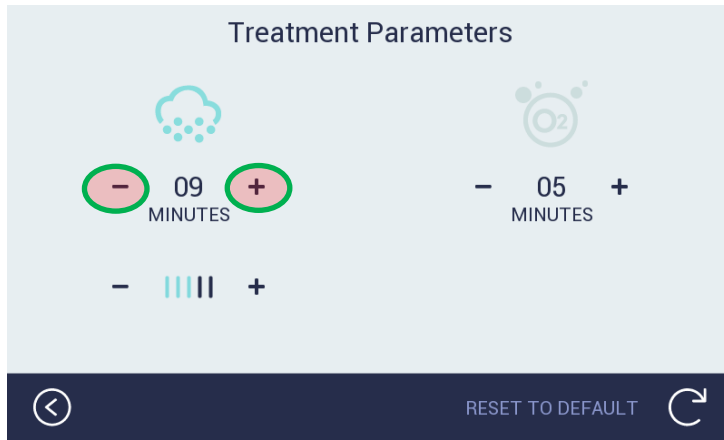 Treatment Parameters
O2
− 09 +
MINUTES
− 05 +
MINUTES
− +
RESET TO DEFAULT